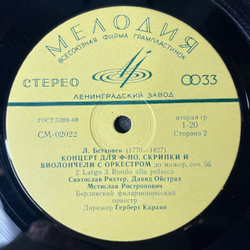 МЕЛОДИЯ
ВСЕСОЮЗНАЯ ФИРМА ГРАМПЛАСТИНОК
СТЕРЕО
33
ЛЕНИНГРАДСКИЙ ЗАВОД
ГОСТ 5289-68
СМ-02022
вторая гр
1-20
Сторона 2
Л. Бетховен (1770—1827)
КОНЦЕРТ ДЛЯ Ф-НО, СКРИПКИ И
ВИОЛОНЧЕЛИ С ОРКЕСТРОМ до мажор, соч. 56
2. Largo 3. Rondo alla polacca
Святослав Рихтер, Давид Ойстрах
Мстислав Ростропович
Берлинский филармонический
оркестр
Дирижер Герберт Караян